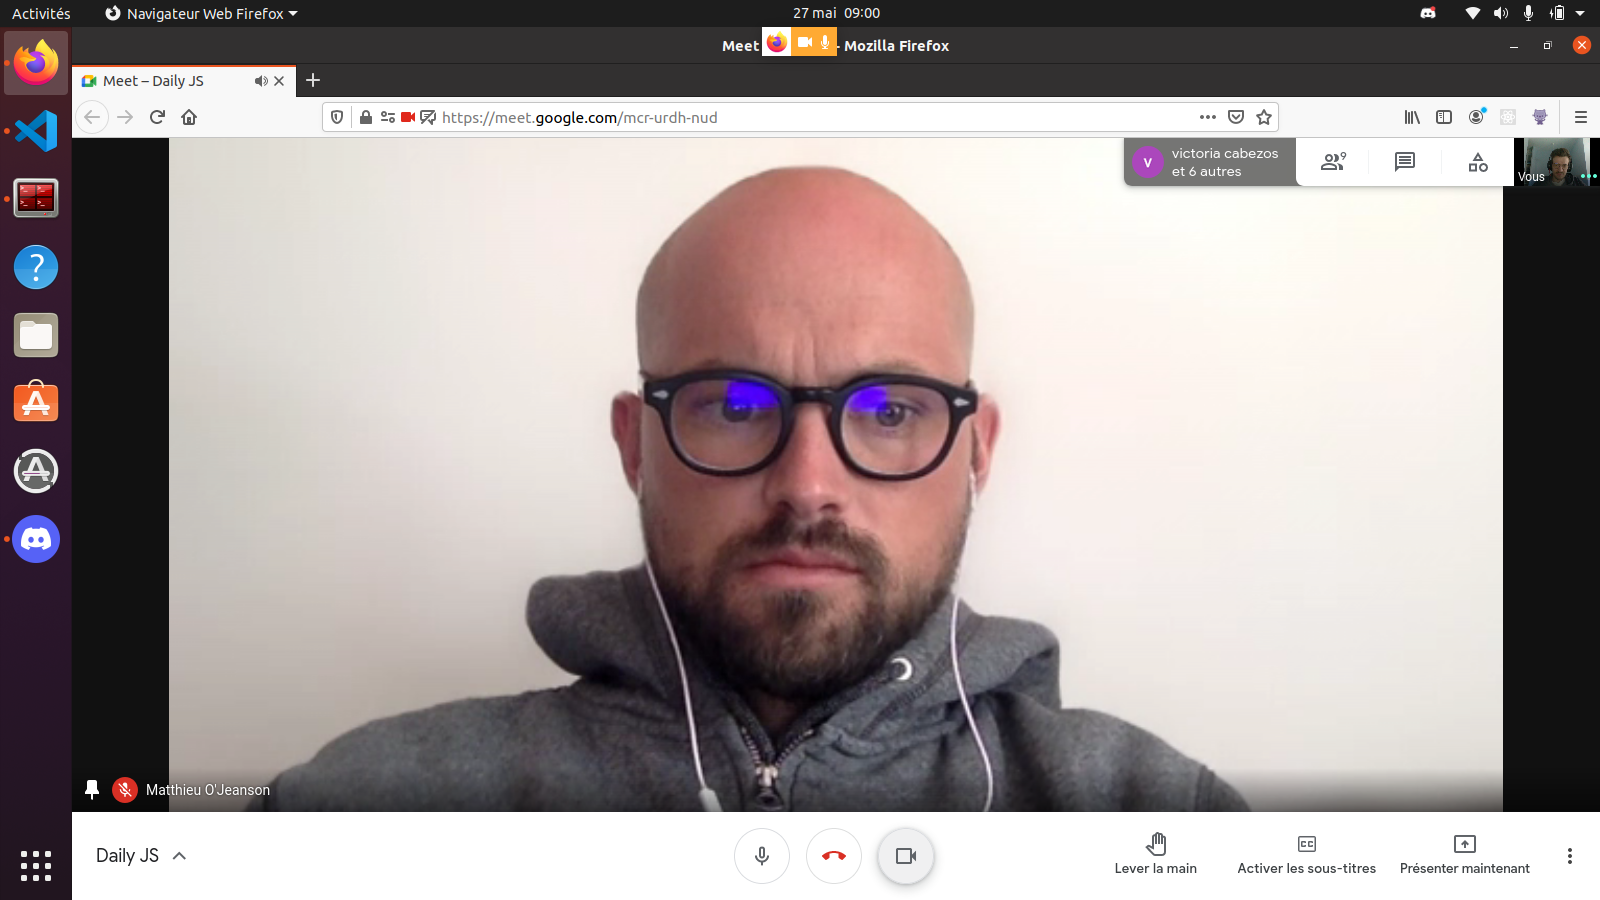 Activités
Navigateur Web Firefox
27 mai 09:00
Meet
- Mozilla Firefox
Meet – Daily JS
https://meet.google.com/mcr-urdh-nud
V
victoria cabezos
et 6 autres
9
Vous
Matthieu O'Jeanson
Daily JS
Lever la main
CC
Activer les sous-titres
Présenter maintenant